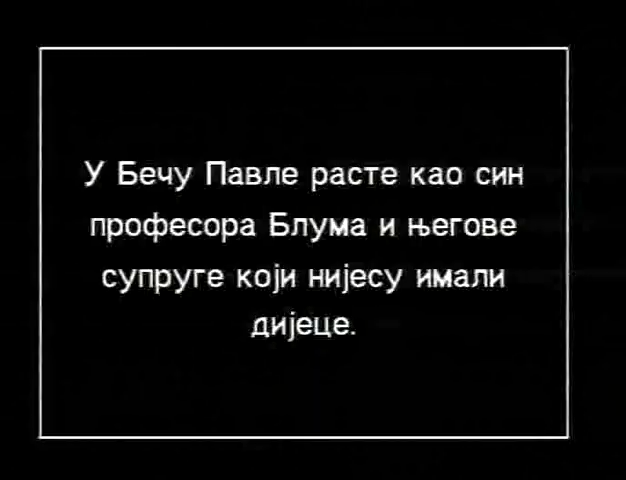 У Бечу Павле расте као син
професора Блума и његове
супруге који нијесу имали
дијеце.